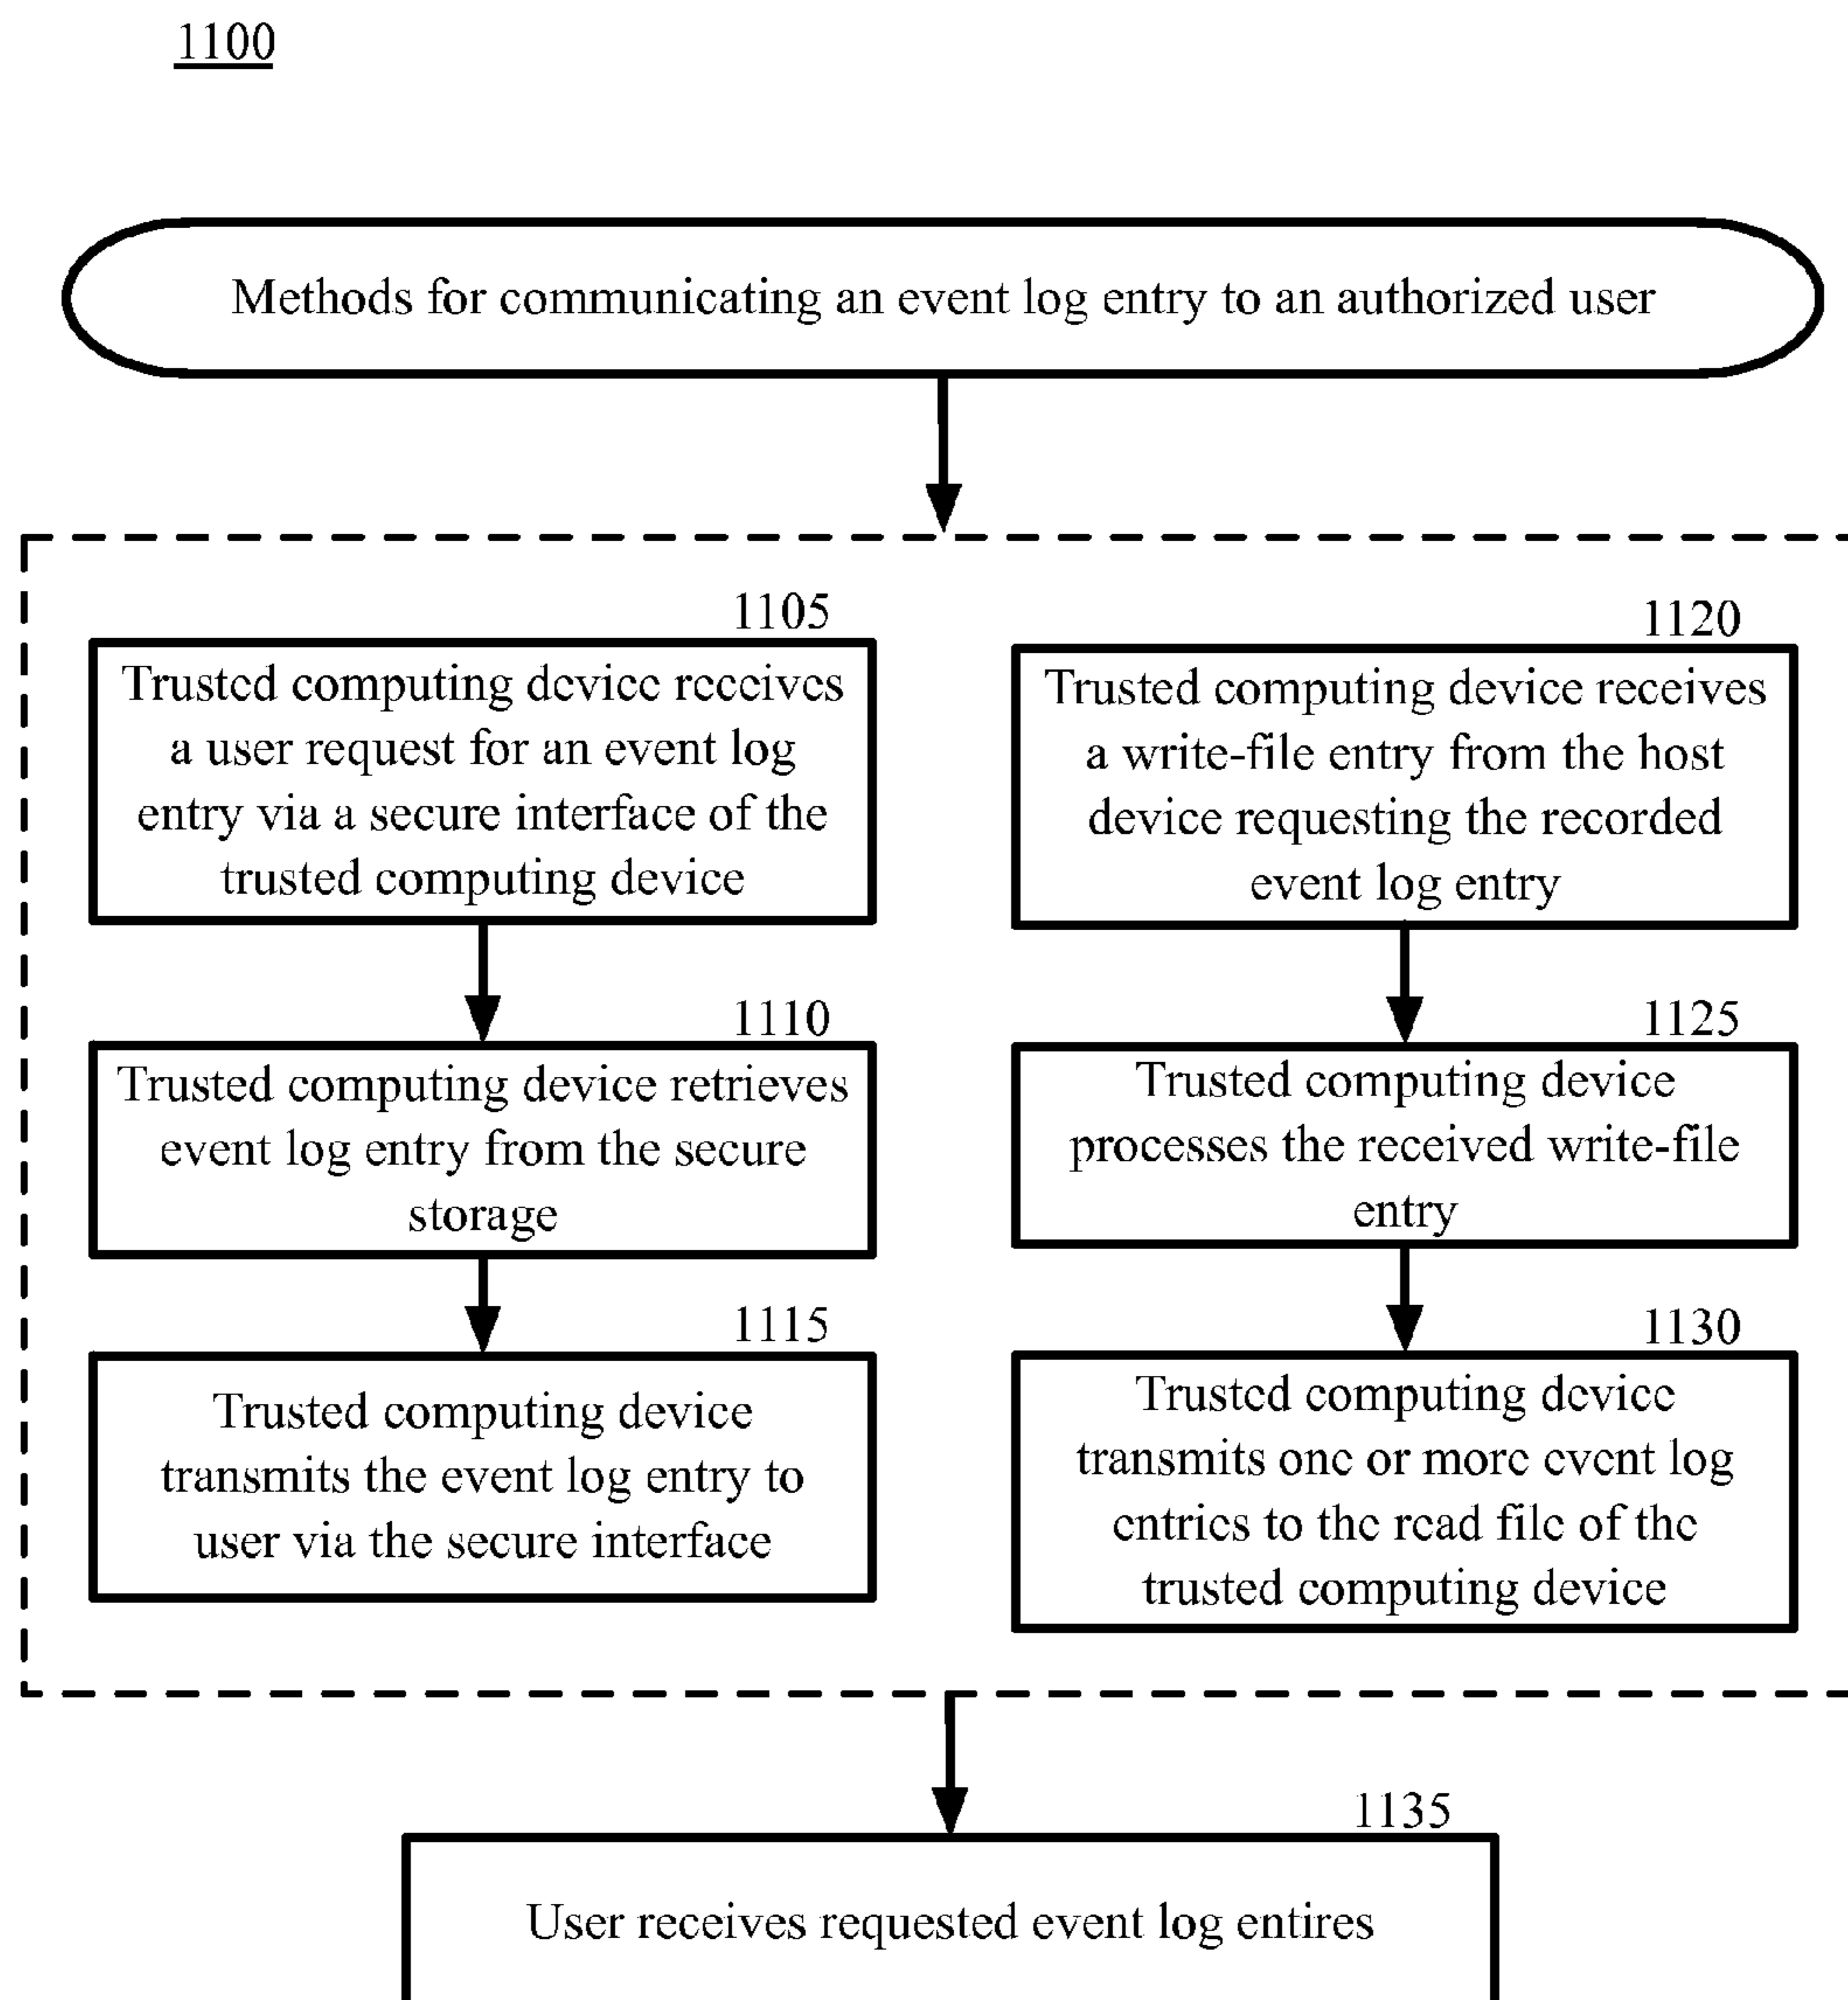 1100
Methods for communicating an event log entry to an authorized user
1105
Trusted computing device receives
a user request for an event log
entry via a secure interface of the
trusted computing device
1110
Trusted computing device retrieves
event log entry from the secure
storage
1115
Trusted computing device
transmits the event log entry to
user via the secure interface
1120
Trusted computing device receives
a write-file entry from the host
device requesting the recorded
event log entry
1125
Trusted computing device
processes the received write-file
entry
1130
Trusted computing device
transmits one or more event log
entries to the read file of the
trusted computing device
1135
User receives requested event log entires